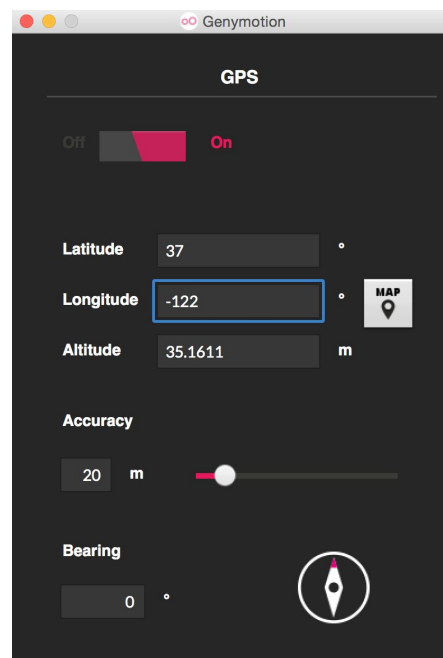 Genymotion
GPS
Off On
Latitude 37 °
Longitude -122 ° MAP
Altitude 35.1611 m
Accuracy
20 m
Bearing
0 °